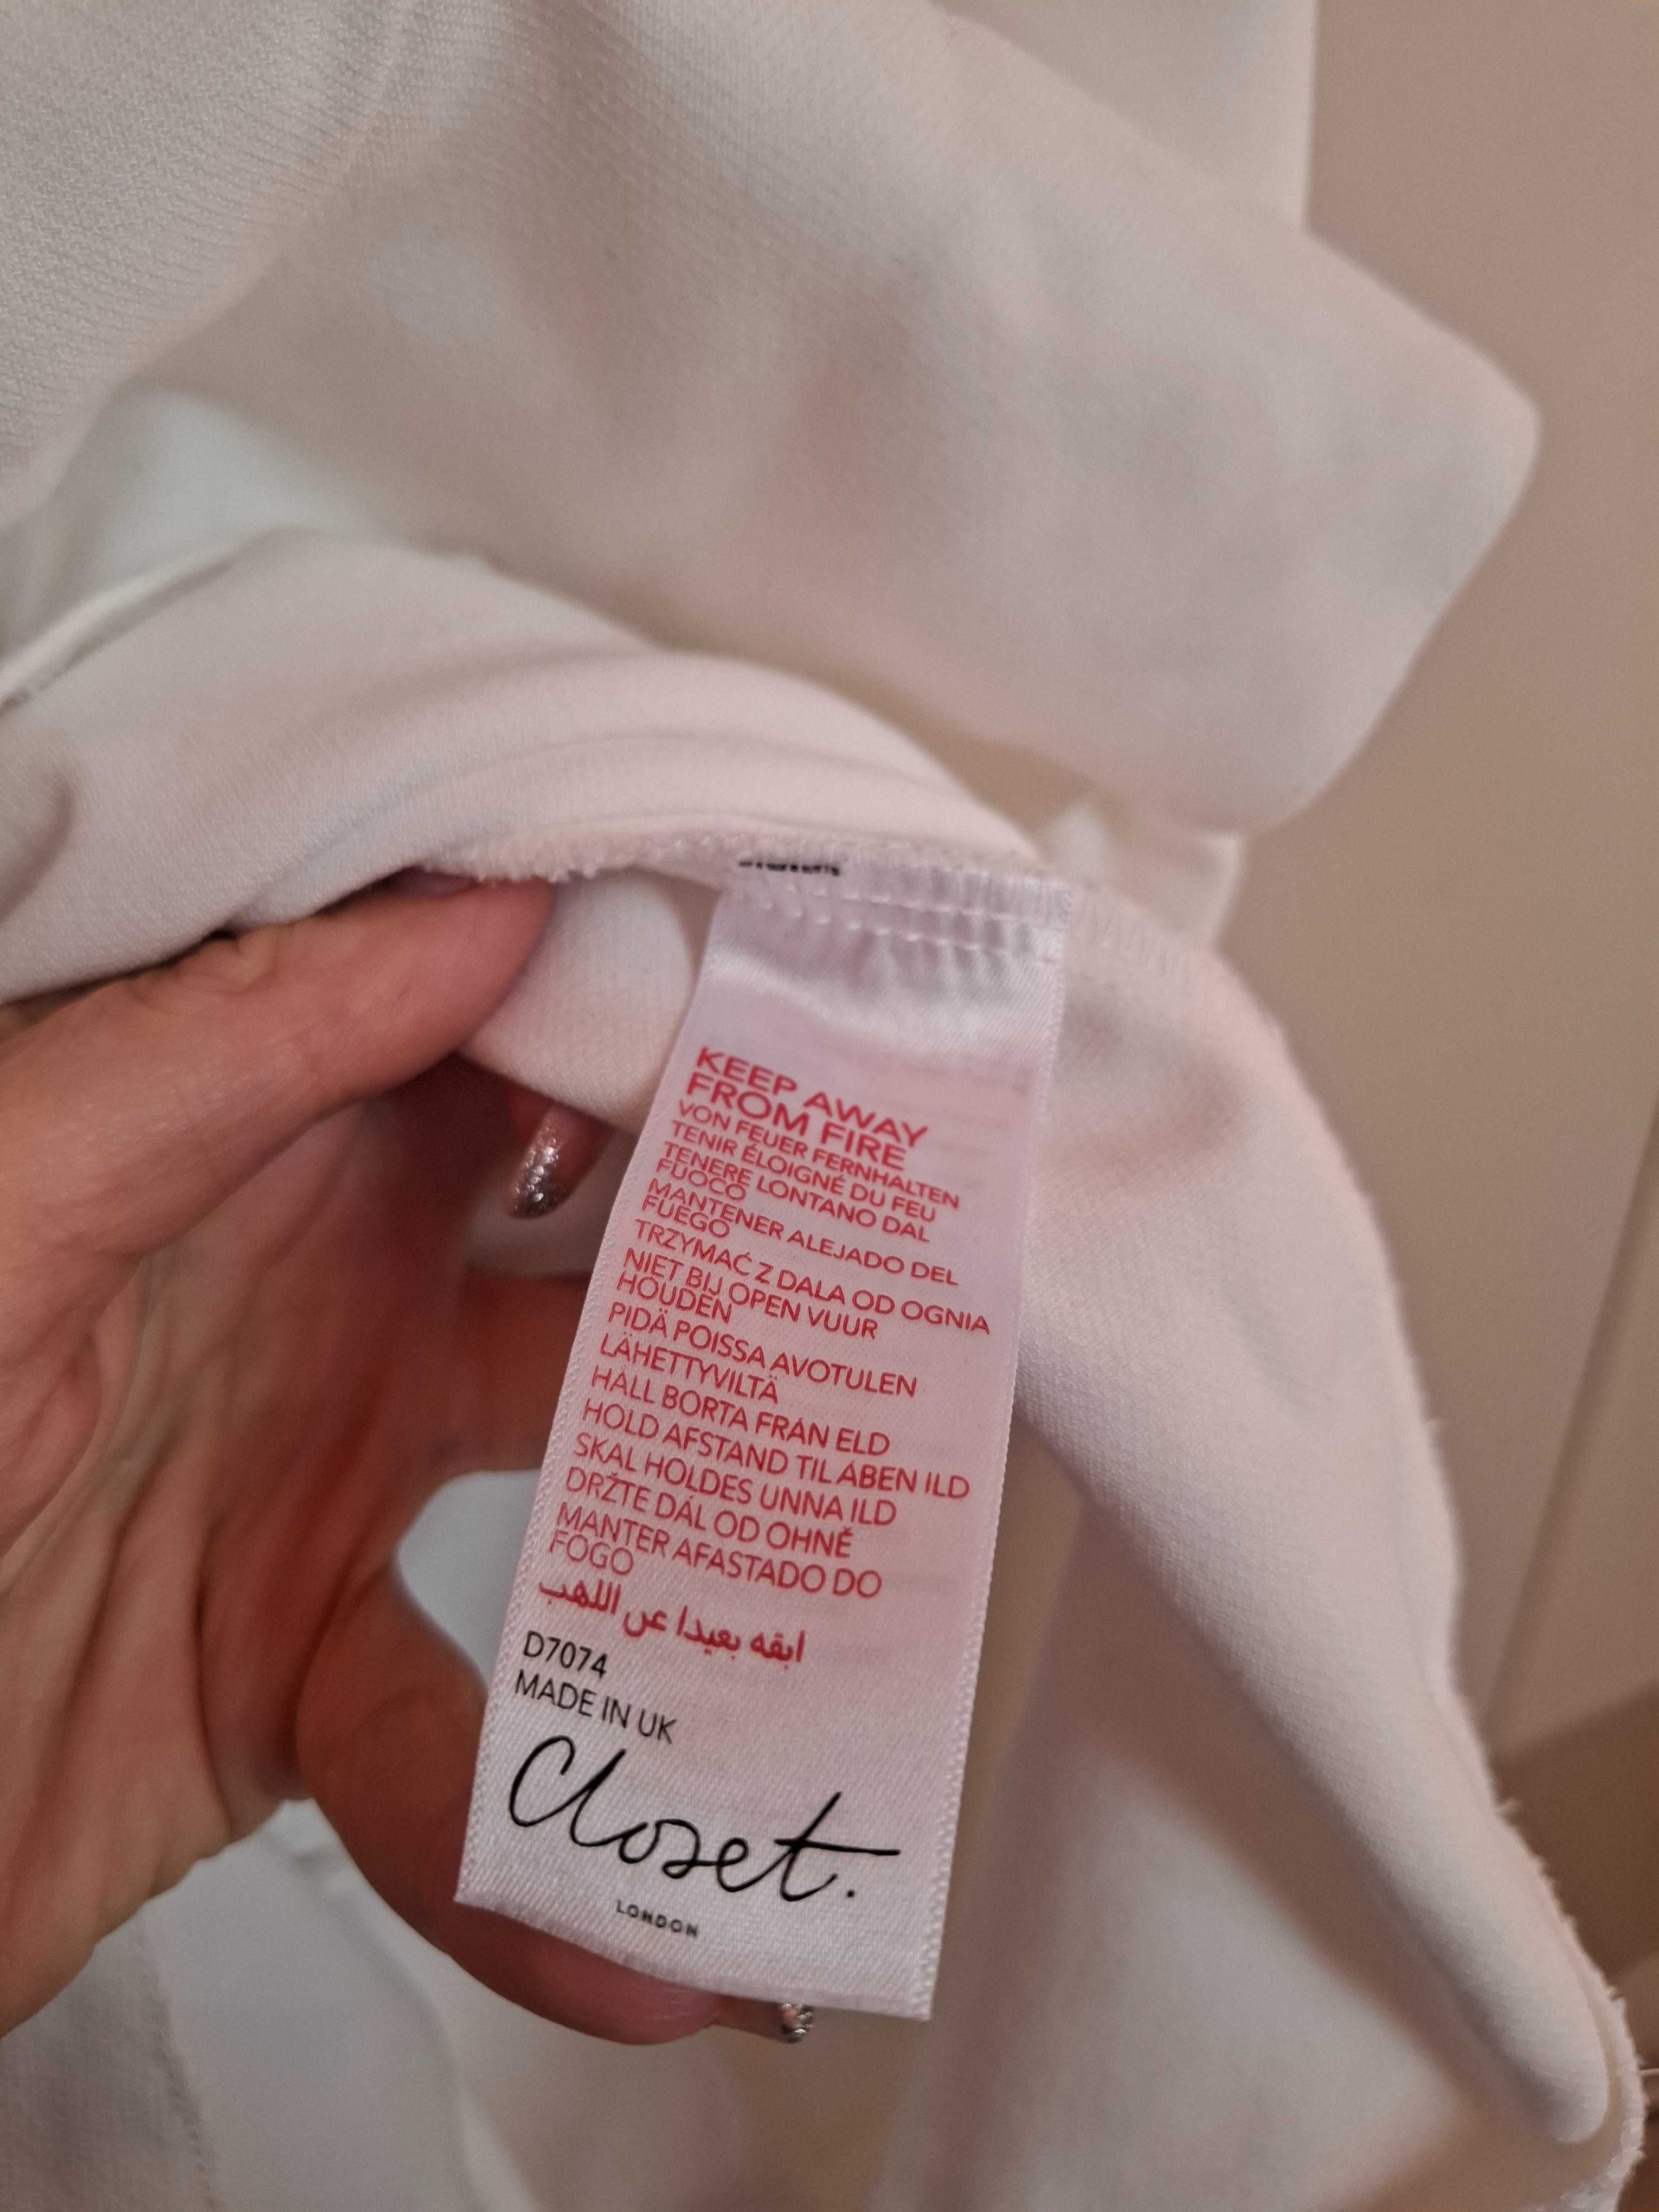 KEEP AWAY
FROM FIRE
VON FEUER FERNHALTEN
TENIR ÉLOIGNÉ DU FEU
TENERE LONTANO DAL
FUOCO
MANTENER ALEJADO DEL
FUEGO
TRZYMAĆ Z DALA OD OGNIA
NIET BIJ OPEN VUUR
HOUDEN
PIDÄ POISSA AVOTULEN
LÄHETTYVILTÄ
HÅLL BORTA FRÅN ELD
HOLD AFSTAND TIL ÅBEN ILD
SKAL HOLDES UNNA ILD
DRŽTE DÁL OD OHNĚ
MANTER AFASTADO DO
FOGO
ابقه بعيدا عن اللهب
D7074
MADE IN UK
Closet.
LONDON